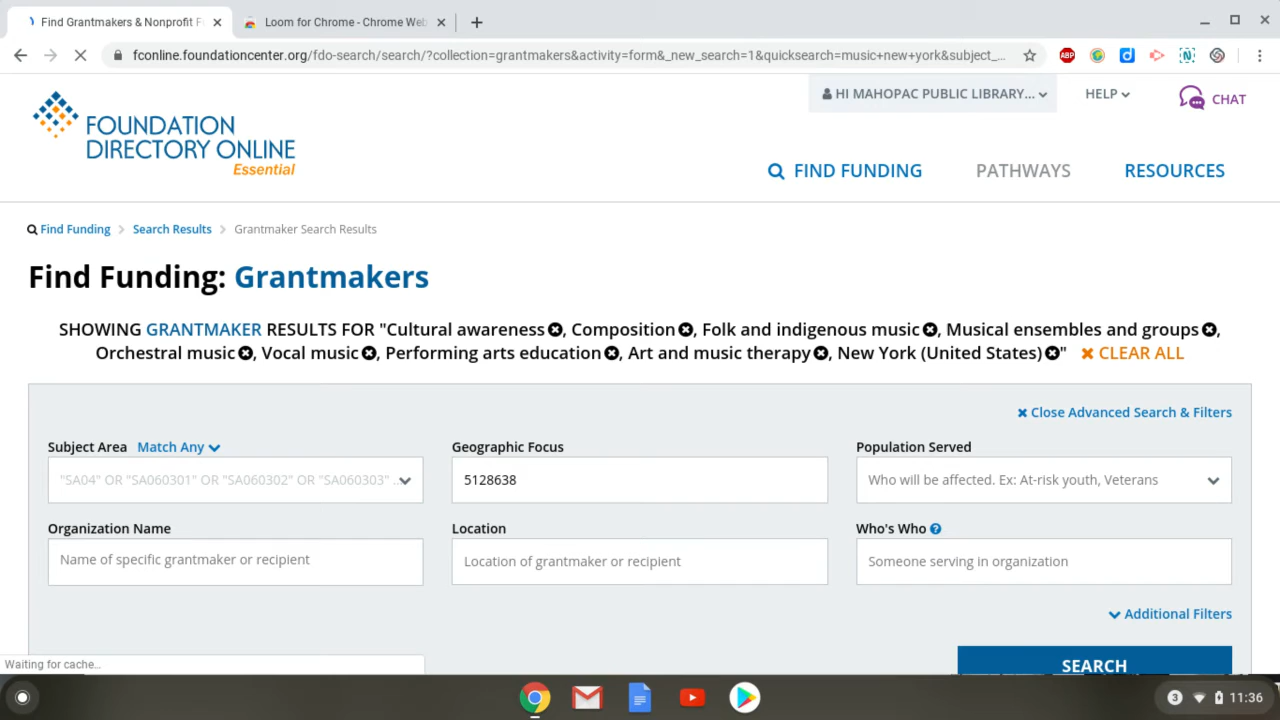 Find Grantmakers & Nonprofit F
Loom for Chrome - Chrome Web
fconline.foundationcenter.org/fdo-search/search/?collection=grantmakers&activity=form&_new_search=1&quicksearch=music+new+york&subject_...
ABP
HI MAHOPAC PUBLIC LIBRARY...
HELP
CHAT
FOUNDATION
DIRECTORY ONLINE
Essential
FIND FUNDING
PATHWAYS
RESOURCES
Find Funding > Search Results > Grantmaker Search Results
Find Funding: Grantmakers
SHOWING GRANTMAKER RESULTS FOR "Cultural awareness, Composition, Folk and indigenous music, Musical ensembles and groups,
Orchestral music, Vocal music, Performing arts education, Art and music therapy, New York (United States)" CLEAR ALL
Close Advanced Search & Filters
Subject Area Match Any
Geographic Focus
Population Served
"SA04" OR "SA060301" OR "SA060302" OR "SA060303" ..
5128638
Who will be affected. Ex: At-risk youth, Veterans
Organization Name
Location
Who's Who ?
Name of specific grantmaker or recipient
Location of grantmaker or recipient
Someone serving in organization
Additional Filters
SEARCH
Waiting for cache...
3
11:36